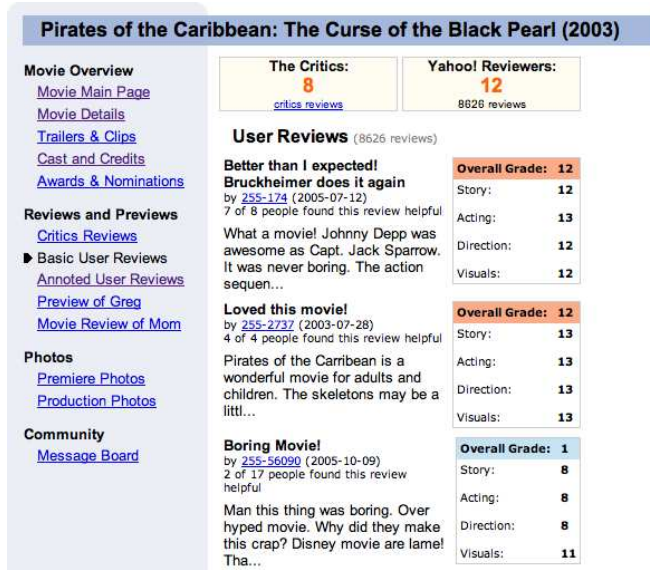 Pirates of the Caribbean: The Curse of the Black Pearl (2003)
Movie Overview
Movie Main Page
Movie Details
Trailers & Clips
Cast and Credits
Awards & Nominations
Reviews and Previews
Critics Reviews
Basic User Reviews
Annoted User Reviews
Preview of Greg
Movie Review of Mom
Photos
Premiere Photos
Production Photos
Community
Message Board
The Critics:
8
critics reviews
Yahoo! Reviewers:
12
8626 reviews
User Reviews (8626 reviews)
Better than I expected!
Bruckheimer does it again
by 255-174 (2005-07-12)
7 of 8 people found this review helpful
What a movie! Johnny Depp was
awesome as Capt. Jack Sparrow.
It was never boring. The action
sequen...
Overall Grade: 12
Story: 12
Acting: 13
Direction: 12
Visuals: 12
Loved this movie!
by 255-2737 (2003-07-28)
4 of 4 people found this review helpful
Pirates of the Carribean is a
wonderful movie for adults and
children. The skeletons may be a
littl...
Overall Grade: 12
Story: 13
Acting: 13
Direction: 13
Visuals: 13
Boring Movie!
by 255-56090 (2005-10-09)
2 of 17 people found this review
helpful
Man this thing was boring. Over
hyped movie. Why did they make
this crap? Disney movie are lame!
Tha...
Overall Grade: 1
Story: 8
Acting: 8
Direction: 8
Visuals: 11